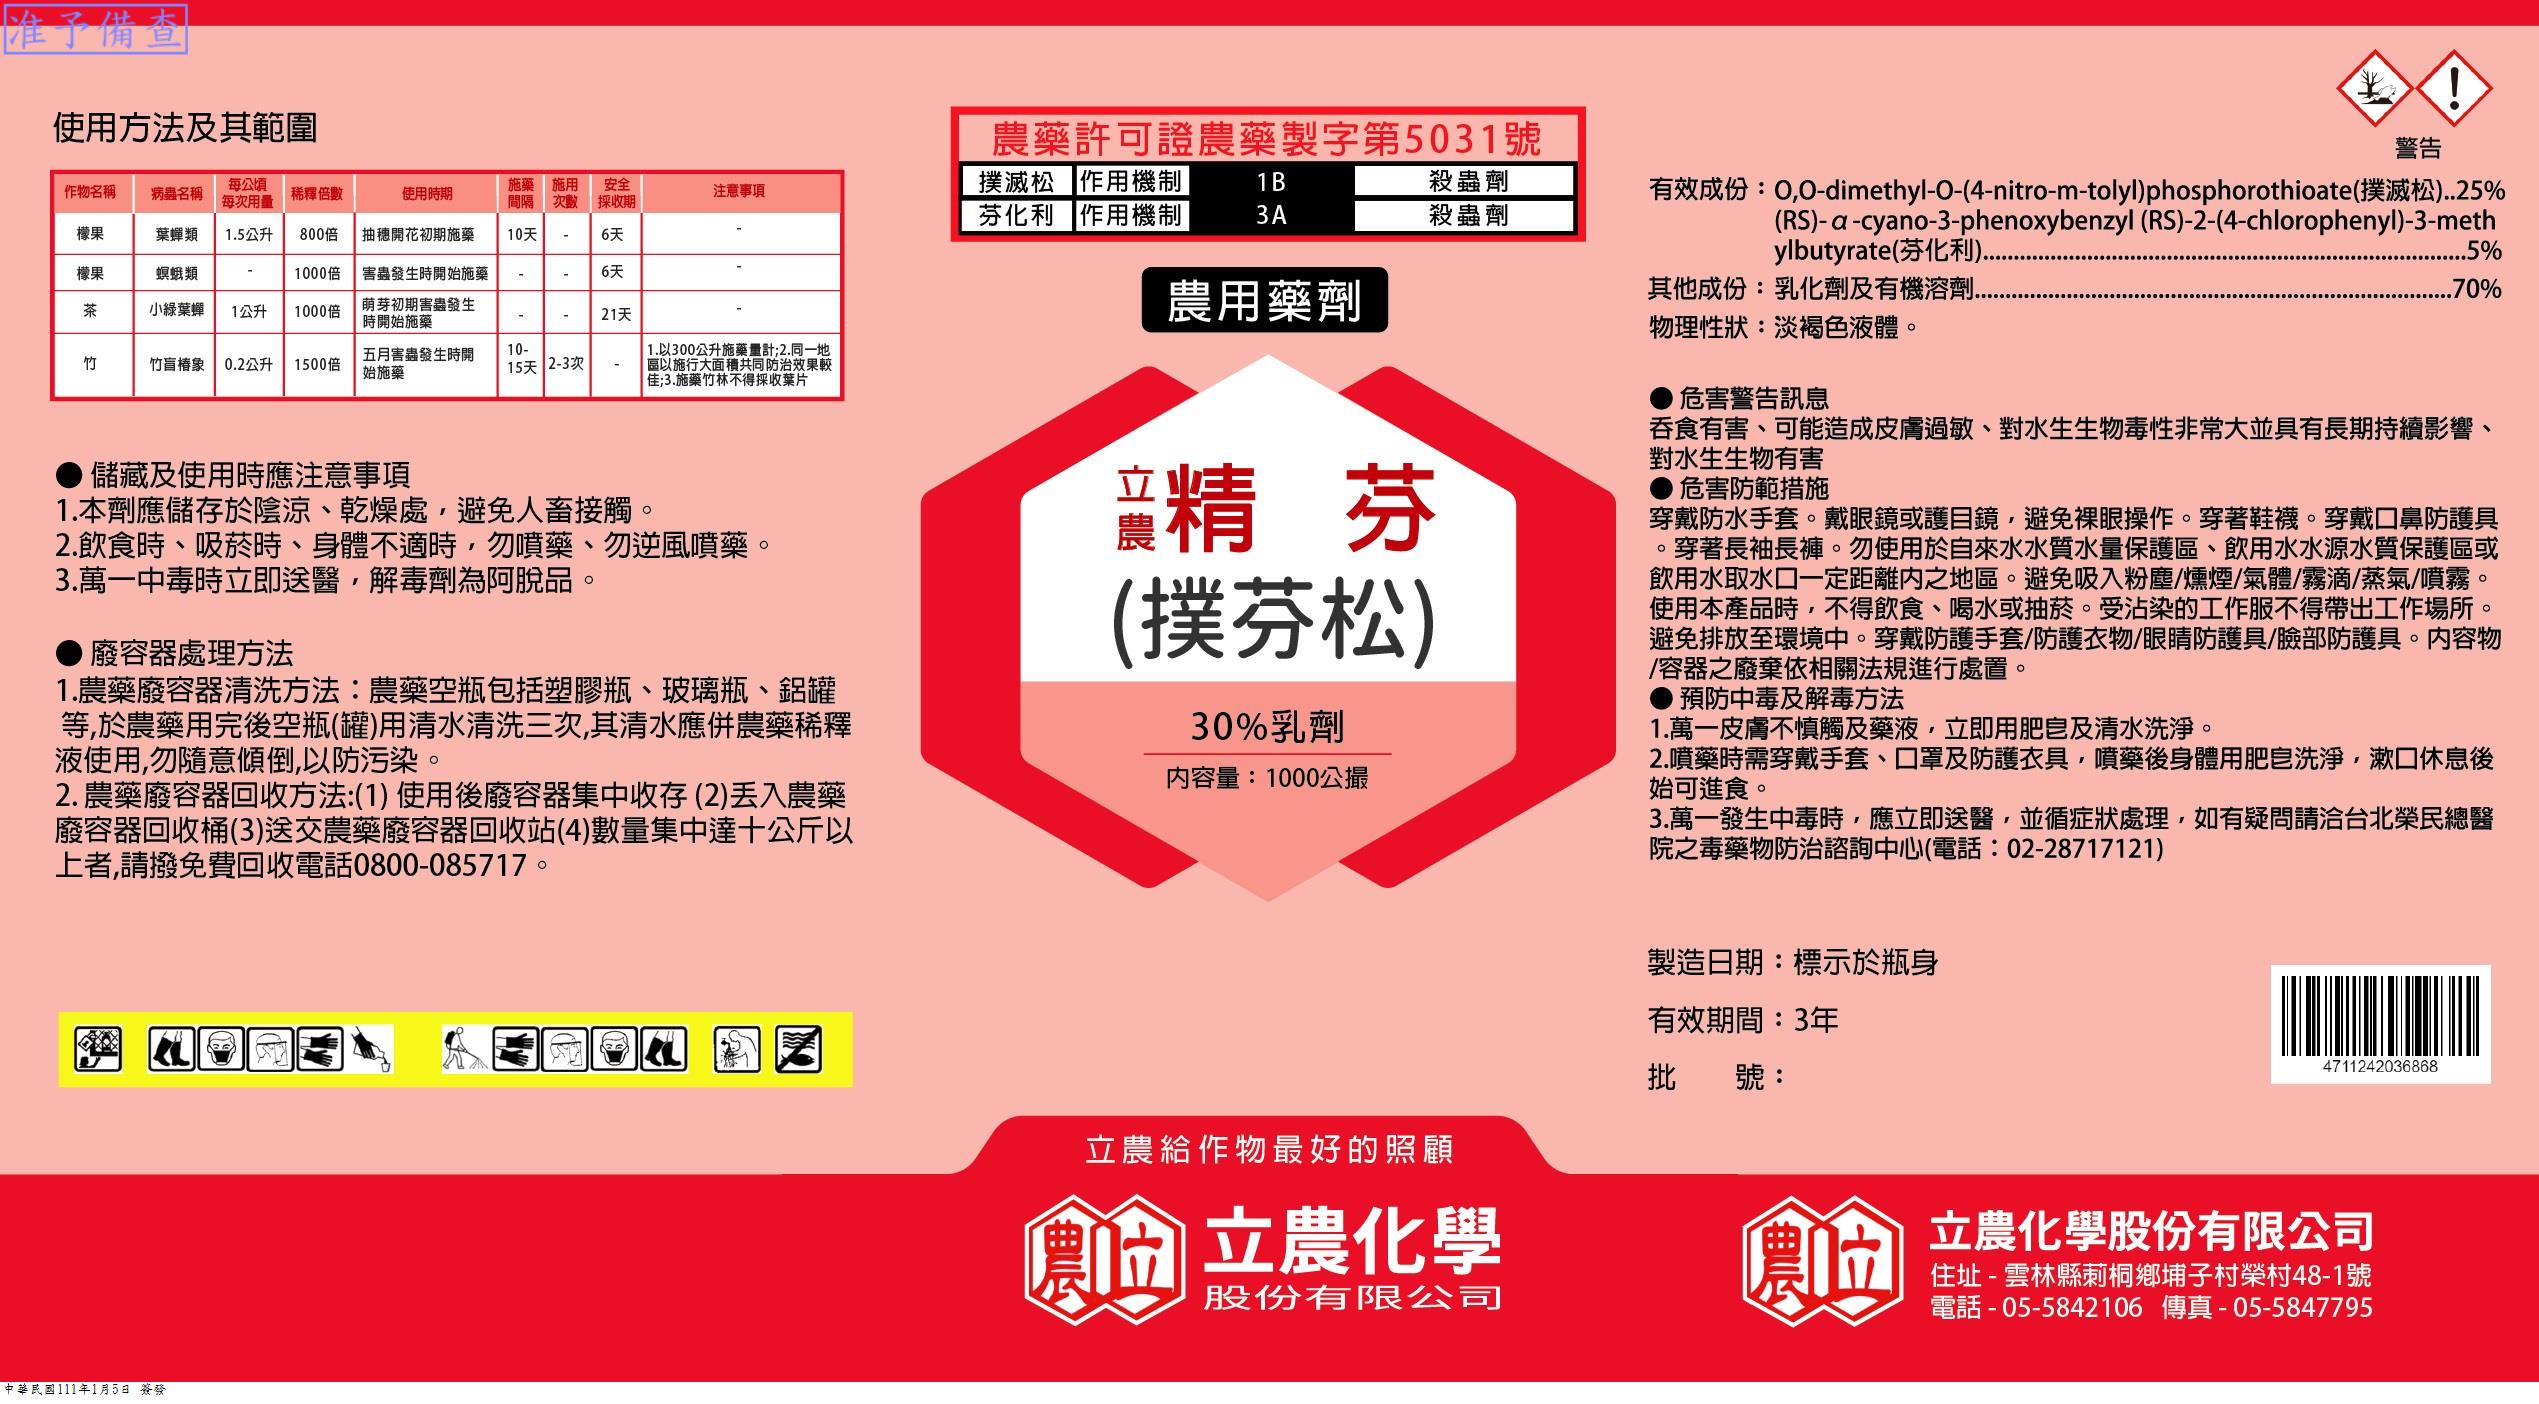 准予備查
使用方法及其範圍
作物名稱 病蟲名稱 每公頃每次用量 稀釋倍數 使用時期 施藥間隔 施用次數 安全採收期 注意事項
檬果 葉蟬類 1.5公升 800倍 抽穗開花初期施藥 10天 - 6天 -
檬果 螟蛾類 - 1000倍 害蟲發生時開始施藥 - - 6天 -
茶 小綠葉蟬 1公升 1000倍 萌芽初期害蟲發生時開始施藥 - - 21天 -
竹 竹盲椿象 0.2公升 1500倍 五月害蟲發生時開始施藥 10-15天 2-3次 - 1.以300公升施藥量計;2.同一地區以施行大面積共同防治效果較佳;3.施藥竹林不得採收葉片
● 儲藏及使用時應注意事項
1.本劑應儲存於陰涼、乾燥處，避免人畜接觸。
2.飲食時、吸菸時、身體不適時，勿噴藥、勿逆風噴藥。
3.萬一中毒時立即送醫，解毒劑為阿脫品。
● 廢容器處理方法
1.農藥廢容器清洗方法：農藥空瓶包括塑膠瓶、玻璃瓶、鋁罐
等,於農藥用完後空瓶(罐)用清水清洗三次,其清水應併農藥稀釋
液使用,勿隨意傾倒,以防污染。
2. 農藥廢容器回收方法:(1) 使用後廢容器集中收存 (2)丟入農藥
廢容器回收桶(3)送交農藥廢容器回收站(4)數量集中達十公斤以
上者,請撥免費回收電話0800-085717。
農藥許可證農藥製字第5031號
撲滅松 作用機制 1B 殺蟲劑
芬化利 作用機制 3A 殺蟲劑
農用藥劑
立農 精 芬
(撲芬松)
30%乳劑
內容量：1000公撮
立農給作物最好的照顧
農 立
立農化學
股份有限公司
警告
有效成份：O,O-dimethyl-O-(4-nitro-m-tolyl)phosphorothioate(撲滅松)..25%
(RS)-α-cyano-3-phenoxybenzyl (RS)-2-(4-chlorophenyl)-3-meth
ylbutyrate(芬化利)................................................................................5%
其他成份：乳化劑及有機溶劑...............................................................................70%
物理性狀：淡褐色液體。
● 危害警告訊息
吞食有害、可能造成皮膚過敏、對水生生物毒性非常大並具有長期持續影響、
對水生生物有害
● 危害防範措施
穿戴防水手套。戴眼鏡或護目鏡，避免裸眼操作。穿著鞋襪。穿戴口鼻防護具
。穿著長袖長褲。勿使用於自來水水質水量保護區、飲用水水源水質保護區或
飲用水取水口一定距離內之地區。避免吸入粉塵/燻煙/氣體/霧滴/蒸氣/噴霧。
使用本產品時，不得飲食、喝水或抽菸。受沾染的工作服不得帶出工作場所。
避免排放至環境中。穿戴防護手套/防護衣物/眼睛防護具/臉部防護具。內容物
/容器之廢棄依相關法規進行處置。
● 預防中毒及解毒方法
1.萬一皮膚不慎觸及藥液，立即用肥皂及清水洗淨。
2.噴藥時需穿戴手套、口罩及防護衣具，噴藥後身體用肥皂洗淨，漱口休息後
始可進食。
3.萬一發生中毒時，應立即送醫，並循症狀處理，如有疑問請洽台北榮民總醫
院之毒藥物防治諮詢中心(電話：02-28717121)
製造日期：標示於瓶身
有效期間：3年
批　　號：
4711242036868
農 立
立農化學股份有限公司
住址 - 雲林縣莿桐鄉埔子村榮村48-1號
電話 - 05-5842106 傳真 - 05-5847795
中華民國111年1月5日 簽發